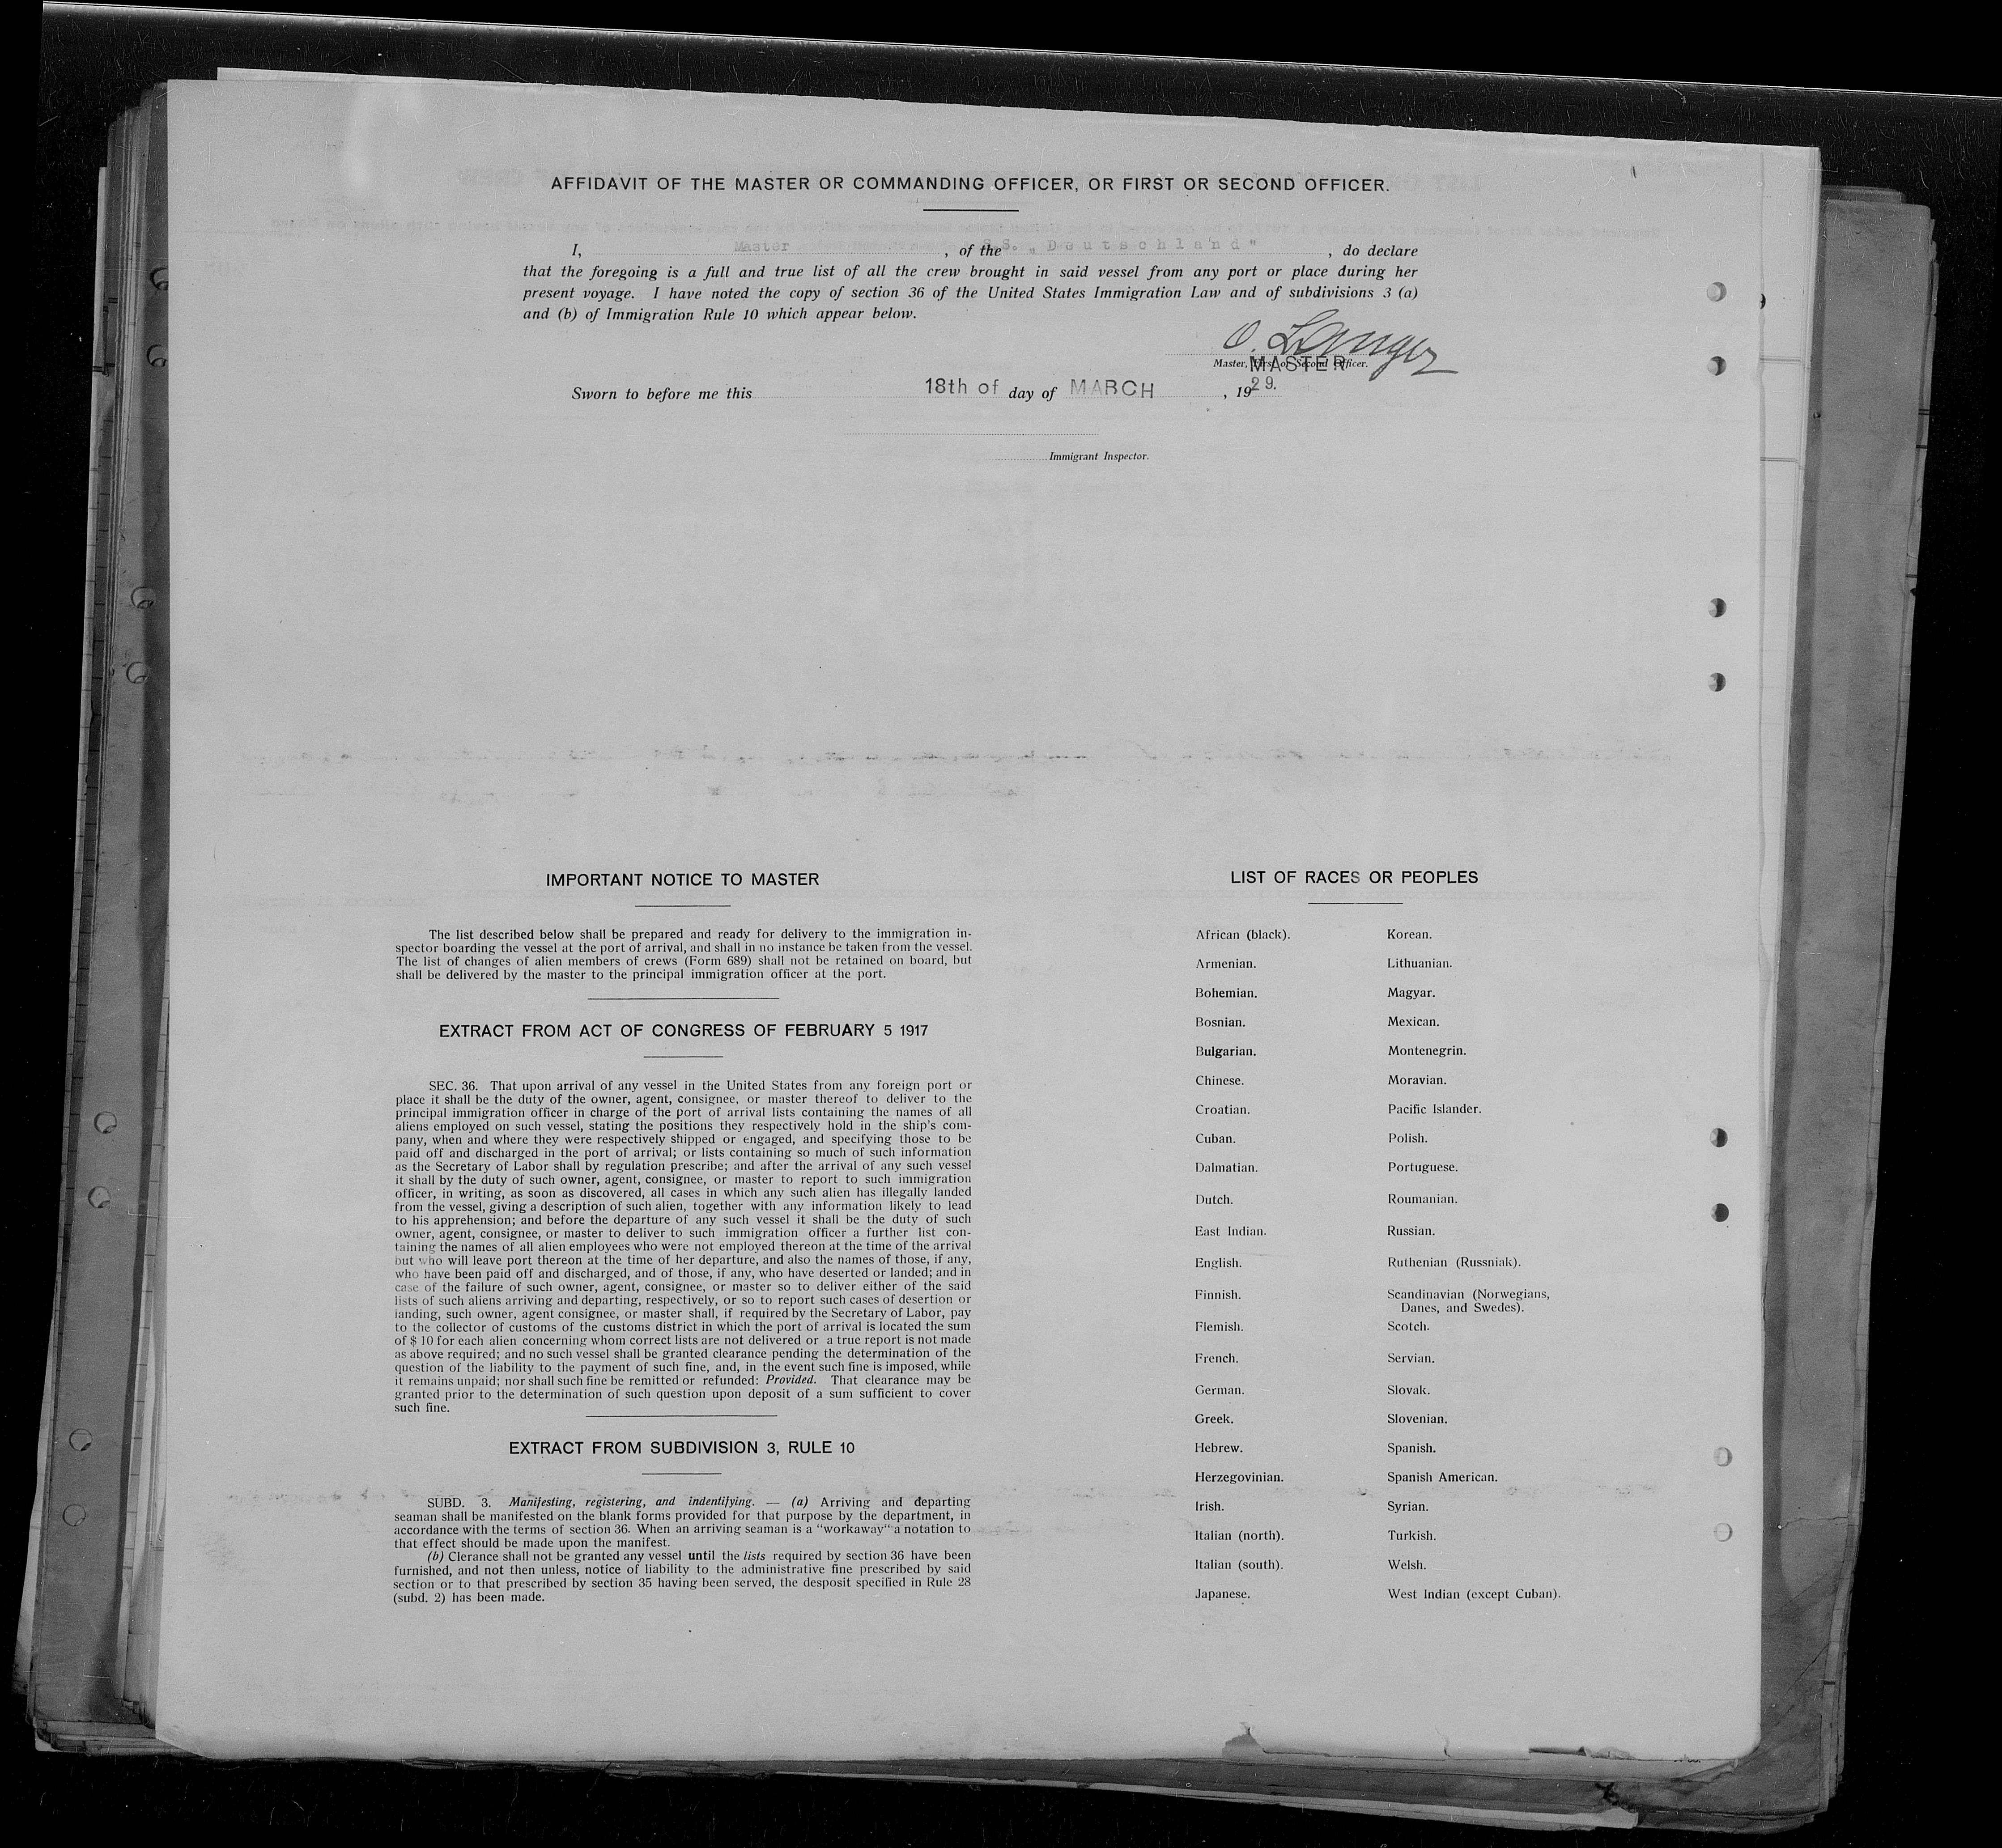 AFFIDAVIT OF THE MASTER OR COMMANDING OFFICER, OR FIRST OR SECOND OFFICER.
I, Master, of the S.S. „Deutschland", do declare
that the foregoing is a full and true list of all the crew brought in said vessel from any port or place during her
present voyage. I have noted the copy of section 36 of the United States Immigration Law and of subdivisions 3 (a)
and (b) of Immigration Rule 10 which appear below.
Master, First or Second Officer.
MASTER
Sworn to before me this 18th of day of MARCH, 1929.
Immigrant Inspector.
IMPORTANT NOTICE TO MASTER
The list described below shall be prepared and ready for delivery to the immigration in-
spector boarding the vessel at the port of arrival, and shall in no instance be taken from the vessel.
The list of changes of alien members of crews (Form 689) shall not be retained on board, but
shall be delivered by the master to the principal immigration officer at the port.
EXTRACT FROM ACT OF CONGRESS OF FEBRUARY 5 1917
SEC. 36. That upon arrival of any vessel in the United States from any foreign port or
place it shall be the duty of the owner, agent, consignee, or master thereof to deliver to the
principal immigration officer in charge of the port of arrival lists containing the names of all
aliens employed on such vessel, stating the positions they respectively hold in the ship's com-
pany, when and where they were respectively shipped or engaged, and specifying those to be
paid off and discharged in the port of arrival; or lists containing so much of such information
as the Secretary of Labor shall by regulation prescribe; and after the arrival of any such vessel
it shall by the duty of such owner, agent, consignee, or master to report to such immigration
officer, in writing, as soon as discovered, all cases in which any such alien has illegally landed
from the vessel, giving a description of such alien, together with any information likely to lead
to his apprehension; and before the departure of any such vessel it shall be the duty of such
owner, agent, consignee, or master to deliver to such immigration officer a further list con-
taining the names of all alien employees who were not employed thereon at the time of the arrival
but who will leave port thereon at the time of her departure, and also the names of those, if any,
who have been paid off and discharged, and of those, if any, who have deserted or landed; and in
case of the failure of such owner, agent, consignee, or master so to deliver either of the said
lists of such aliens arriving and departing, respectively, or so to report such cases of desertion or
landing, such owner, agent consignee, or master shall, if required by the Secretary of Labor, pay
to the collector of customs of the customs district in which the port of arrival is located the sum
of $ 10 for each alien concerning whom correct lists are not delivered or a true report is not made
as above required; and no such vessel shall be granted clearance pending the determination of the
question of the liability to the payment of such fine, and, in the event such fine is imposed, while
it remains unpaid; nor shall such fine be remitted or refunded: Provided. That clearance may be
granted prior to the determination of such question upon deposit of a sum sufficient to cover
such fine.
EXTRACT FROM SUBDIVISION 3, RULE 10
SUBD. 3. Manifesting, registering, and indentifying. — (a) Arriving and departing
seaman shall be manifested on the blank forms provided for that purpose by the department, in
accordance with the terms of section 36. When an arriving seaman is a "workaway" a notation to
that effect should be made upon the manifest.
(b) Clerance shall not be granted any vessel until the lists required by section 36 have been
furnished, and not then unless, notice of liability to the administrative fine prescribed by said
section or to that prescribed by section 35 having been served, the desposit specified in Rule 28
(subd. 2) has been made.
LIST OF RACES OR PEOPLES
African (black).
Armenian.
Bohemian.
Bosnian.
Bulgarian.
Chinese.
Croatian.
Cuban.
Dalmatian.
Dutch.
East Indian.
English.
Finnish.
Flemish.
French.
German.
Greek.
Hebrew.
Herzegovinian.
Irish.
Italian (north).
Italian (south).
Japanese.
Korean.
Lithuanian.
Magyar.
Mexican.
Montenegrin.
Moravian.
Pacific Islander.
Polish.
Portuguese.
Roumanian.
Russian.
Ruthenian (Russniak).
Scandinavian (Norwegians,
Danes, and Swedes).
Scotch.
Servian.
Slovak.
Slovenian.
Spanish.
Spanish American.
Syrian.
Turkish.
Welsh.
West Indian (except Cuban).